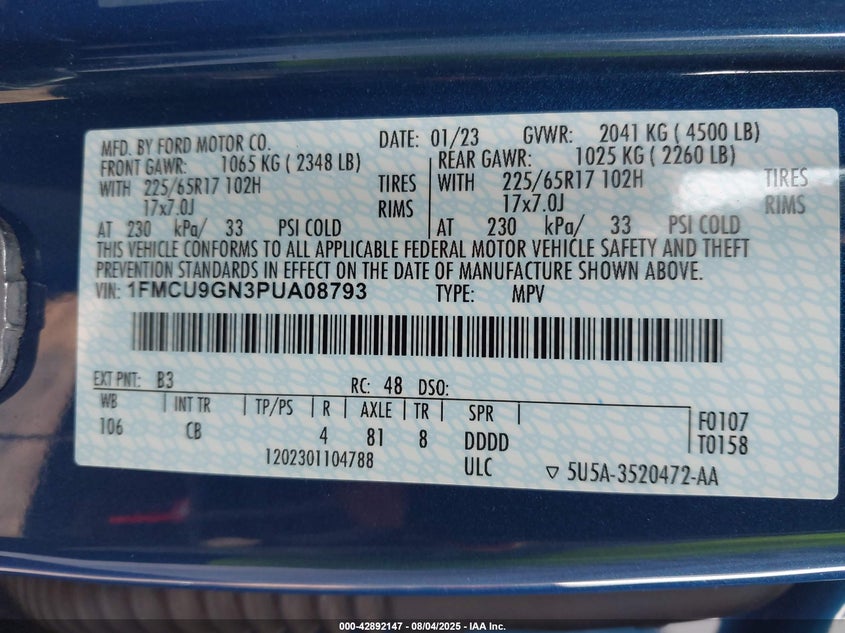 MFD. BY FORD MOTOR CO. DATE: 01/23 GVWR: 2041 KG ( 4500 LB)
FRONT GAWR: 1065 KG ( 2348 LB) REAR GAWR: 1025 KG ( 2260 LB)
WITH 225/65R17 102H TIRES WITH 225/65R17 102H TIRES
17x7.0J RIMS 17x7.0J RIMS
AT 230 kPa/ 33 PSI COLD AT 230 kPa/ 33 PSI COLD
THIS VEHICLE CONFORMS TO ALL APPLICABLE FEDERAL MOTOR VEHICLE SAFETY AND THEFT
PREVENTION STANDARDS IN EFFECT ON THE DATE OF MANUFACTURE SHOWN ABOVE.
VIN: 1FMCU9GN3PUA08793 TYPE: MPV
EXT PNT: B3 RC: 48 DSO:
WB INT TR TP/PS R AXLE TR SPR F0107
106 CB 4 81 8 DDDD T0158
1202301104788 ULC ▽ 5U5A-3520472-AA
000-42892147 - 08/04/2025 - IAA Inc.